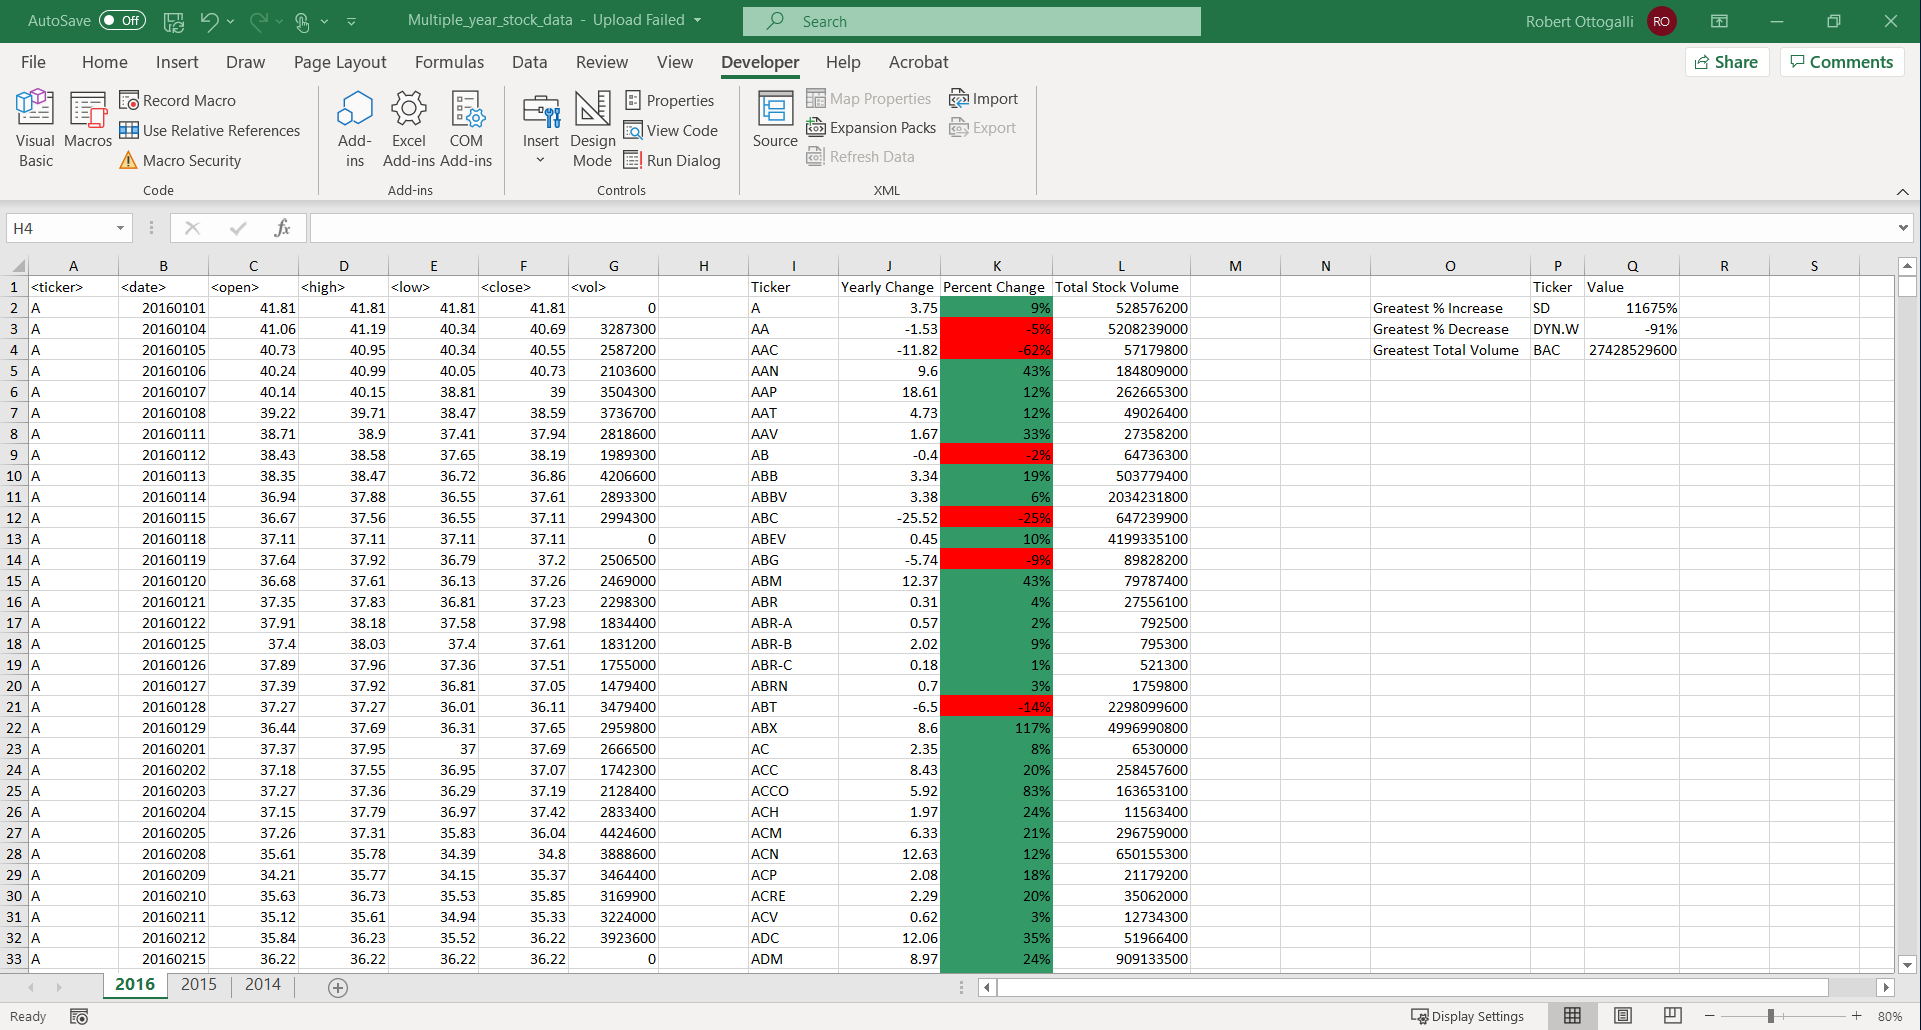 AutoSave Off Multiple_year_stock_data - Upload Failed Search Robert Ottogalli RO
File Home Insert Draw Page Layout Formulas Data Review View Developer Help Acrobat Share Comments
Visual Basic
Macros
Record Macro
Use Relative References
Macro Security
Code
Add-ins
Excel Add-ins
COM Add-ins
Add-ins
Insert
Design Mode
Properties
View Code
Run Dialog
Controls
Source
Map Properties
Expansion Packs
Refresh Data
Import
Export
XML
H4 fx
A B C D E F G H I J K L M N O P Q R S
1 <ticker> <date> <open> <high> <low> <close> <vol> Ticker Yearly Change Percent Change Total Stock Volume Ticker Value
2 A 20160101 41.81 41.81 41.81 41.81 0 A 3.75 9% 528576200 Greatest % Increase SD 11675%
3 A 20160104 41.06 41.19 40.34 40.69 3287300 AA -1.53 -5% 5208239000 Greatest % Decrease DYN.W -91%
4 A 20160105 40.73 40.95 40.34 40.55 2587200 AAC -11.82 -62% 57179800 Greatest Total Volume BAC 27428529600
5 A 20160106 40.24 40.99 40.05 40.73 2103600 AAN 9.6 43% 184809000
6 A 20160107 40.14 40.15 38.81 39 3504300 AAP 18.61 12% 262665300
7 A 20160108 39.22 39.71 38.47 38.59 3736700 AAT 4.73 12% 49026400
8 A 20160111 38.71 38.9 37.41 37.94 2818600 AAV 1.67 33% 27358200
9 A 20160112 38.43 38.58 37.65 38.19 1989300 AB -0.4 -2% 64736300
10 A 20160113 38.35 38.47 36.72 36.86 4206600 ABB 3.34 19% 503779400
11 A 20160114 36.94 37.88 36.55 37.61 2893300 ABBV 3.38 6% 2034231800
12 A 20160115 36.67 37.56 36.55 37.11 2994300 ABC -25.52 -25% 647239900
13 A 20160118 37.11 37.11 37.11 37.11 0 ABEV 0.45 10% 4199335100
14 A 20160119 37.64 37.92 36.79 37.2 2506500 ABG -5.74 -9% 89828200
15 A 20160120 36.68 37.61 36.13 37.26 2469000 ABM 12.37 43% 79787400
16 A 20160121 37.35 37.83 36.81 37.23 2298300 ABR 0.31 4% 27556100
17 A 20160122 37.91 38.18 37.58 37.98 1834400 ABR-A 0.57 2% 792500
18 A 20160125 37.4 38.03 37.4 37.61 1831200 ABR-B 2.02 9% 795300
19 A 20160126 37.89 37.96 37.36 37.51 1755000 ABR-C 0.18 1% 521300
20 A 20160127 37.39 37.92 36.81 37.05 1479400 ABRN 0.7 3% 1759800
21 A 20160128 37.27 37.27 36.01 36.11 3479400 ABT -6.5 -14% 2298099600
22 A 20160129 36.44 37.69 36.31 37.65 2959800 ABX 8.6 117% 4996990800
23 A 20160201 37.37 37.95 37 37.69 2666500 AC 2.35 8% 6530000
24 A 20160202 37.18 37.55 36.95 37.07 1742300 ACC 8.43 20% 258457600
25 A 20160203 37.27 37.36 36.29 37.19 2128400 ACCO 5.92 83% 163653100
26 A 20160204 37.15 37.79 36.97 37.42 2833400 ACH 1.97 24% 11563400
27 A 20160205 37.26 37.31 35.83 36.04 4424600 ACM 6.33 21% 296759000
28 A 20160208 35.61 35.78 34.39 34.8 3888600 ACN 12.63 12% 650155300
29 A 20160209 34.21 35.77 34.15 35.37 3464400 ACP 2.08 18% 21179200
30 A 20160210 35.63 36.73 35.53 35.85 3169900 ACRE 2.29 20% 35062000
31 A 20160211 35.12 35.61 34.94 35.33 3224000 ACV 0.62 3% 12734300
32 A 20160212 35.84 36.23 35.52 36.22 3923600 ADC 12.06 35% 51966400
33 A 20160215 36.22 36.22 36.22 36.22 0 ADM 8.97 24% 909133500
2016 2015 2014
Ready Display Settings 80%